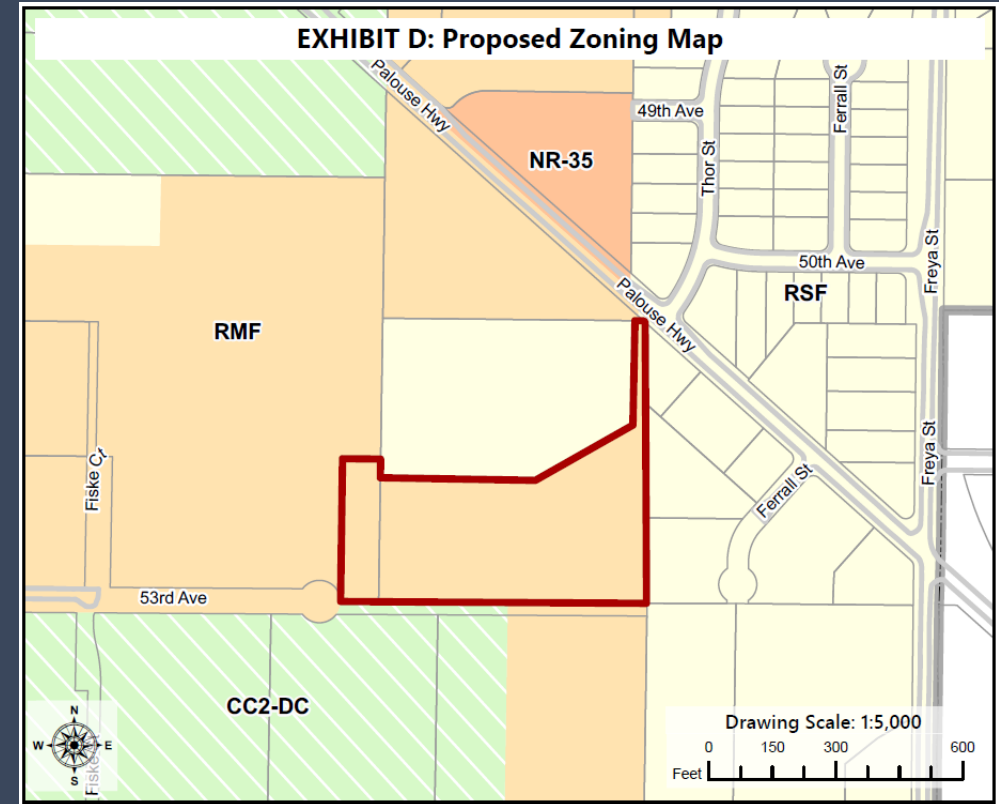 EXHIBIT D: Proposed Zoning Map
Palouse Hwy
49th Ave
Thor St
Ferrall St
NR-35
50th Ave
Freya St
RSF
Palouse Hwy
RMF
Fiske Ct
Freya St
Ferrall St
53rd Ave
CC2-DC
N
W E
S
Fiske
Drawing Scale: 1:5,000
0 150 300 600
Feet